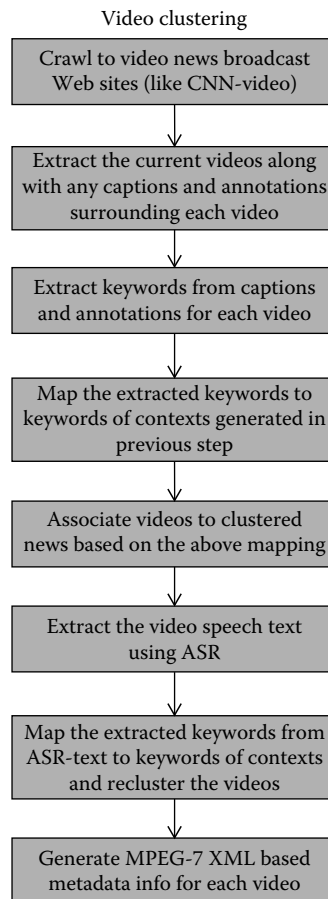 Video clustering
Crawl to video news broadcast
Web sites (like CNN-video)
Extract the current videos along
with any captions and annotations
surrounding each video
Extract keywords from captions
and annotations for each video
Map the extracted keywords to
keywords of contexts generated in
previous step
Associate videos to clustered
news based on the above mapping
Extract the video speech text
using ASR
Map the extracted keywords from
ASR-text to keywords of contexts
and recluster the videos
Generate MPEG-7 XML based
metadata info for each video